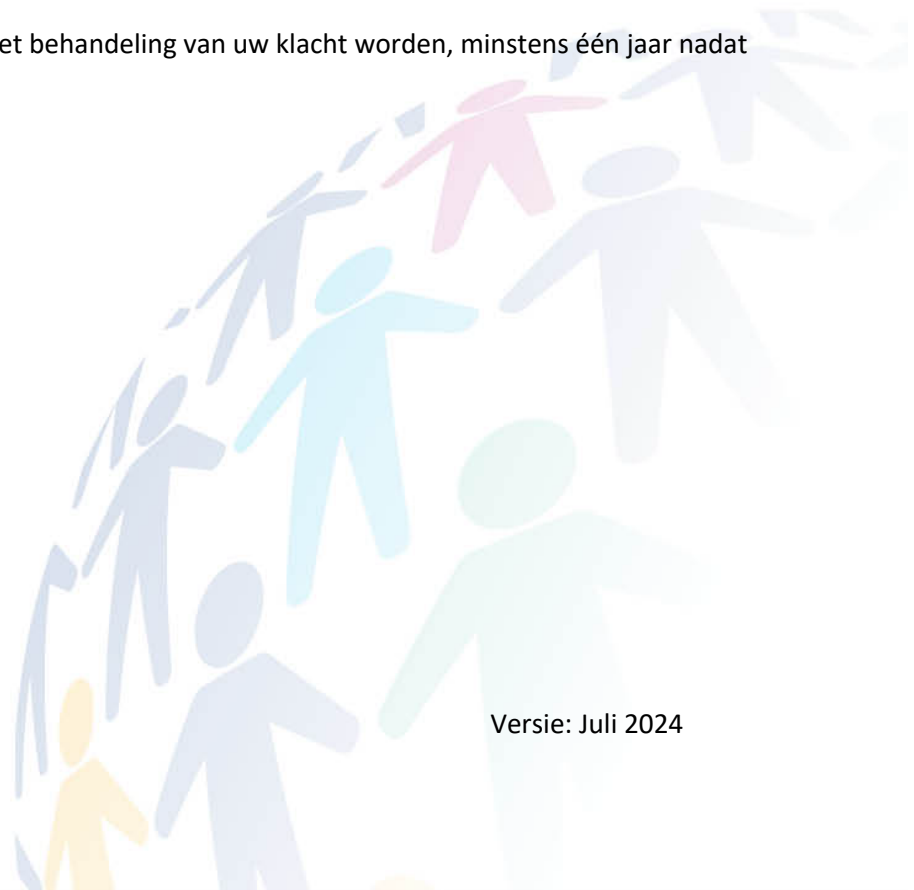 et behandeling van uw klacht worden, minstens één jaar nadat
Versie: Juli 2024